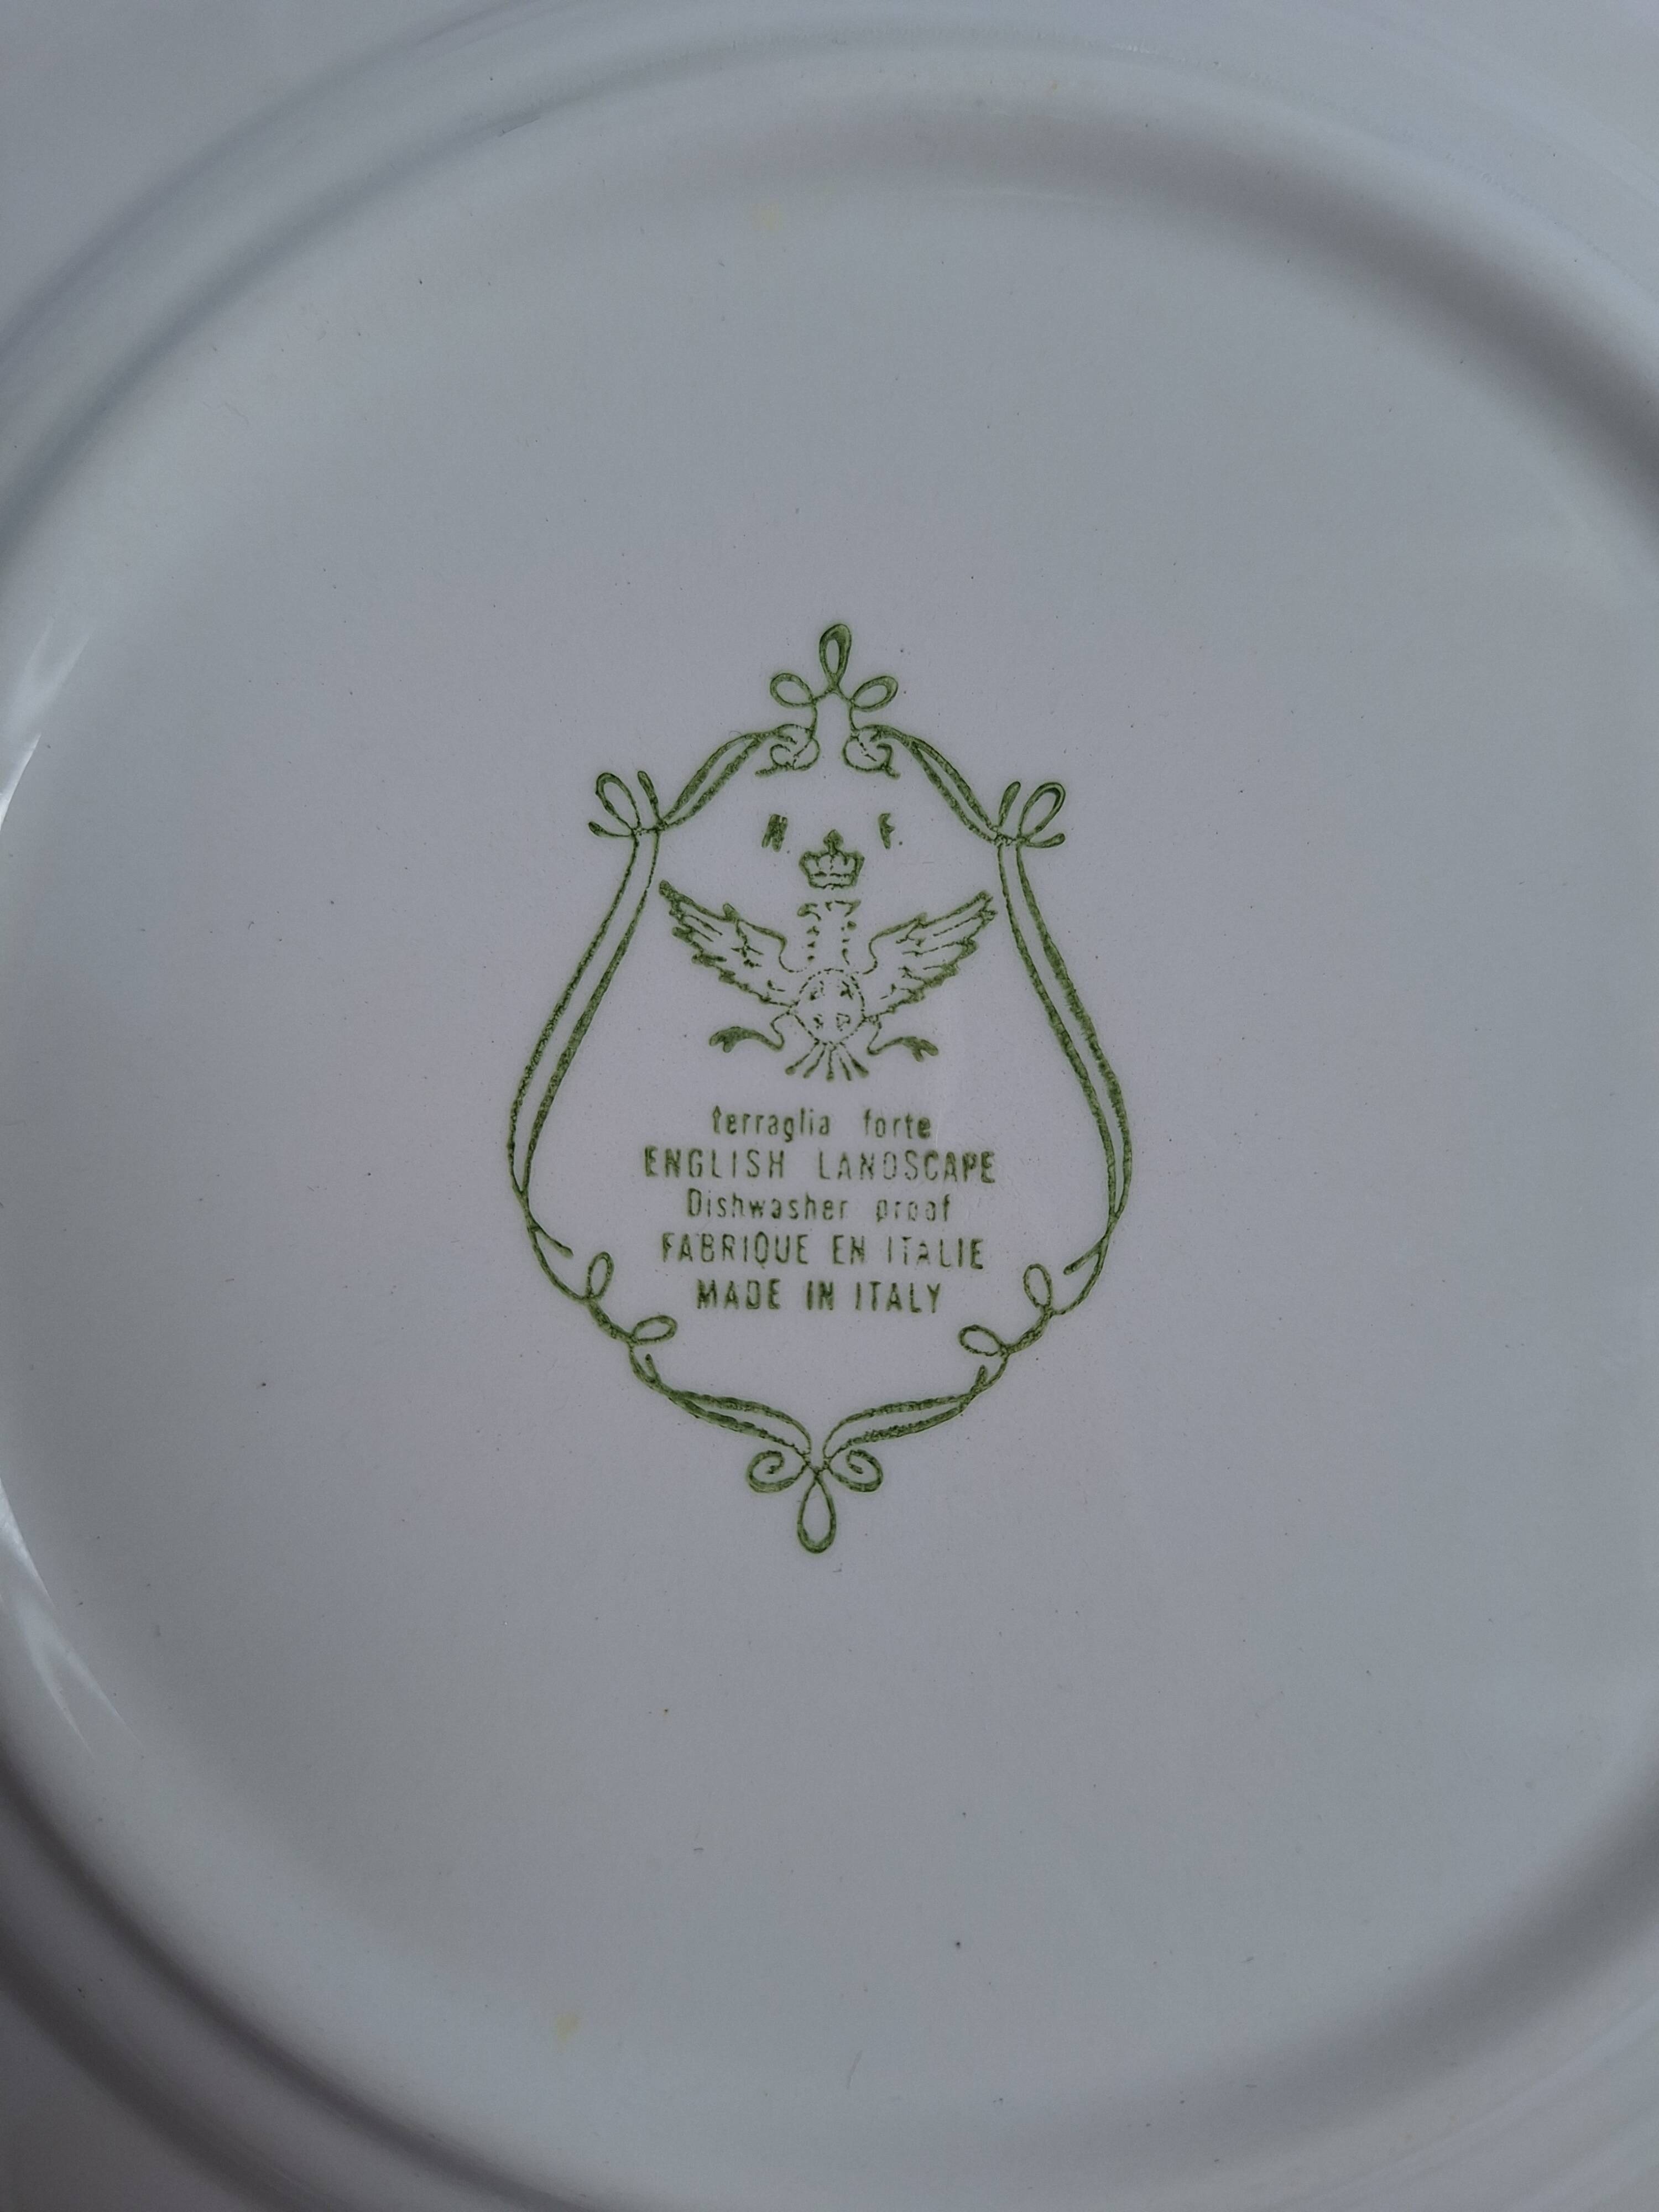 N. F.
terraglia forte
ENGLISH LANDSCAPE
Dishwasher proof
FABRIQUE EN ITALIE
MADE IN ITALY